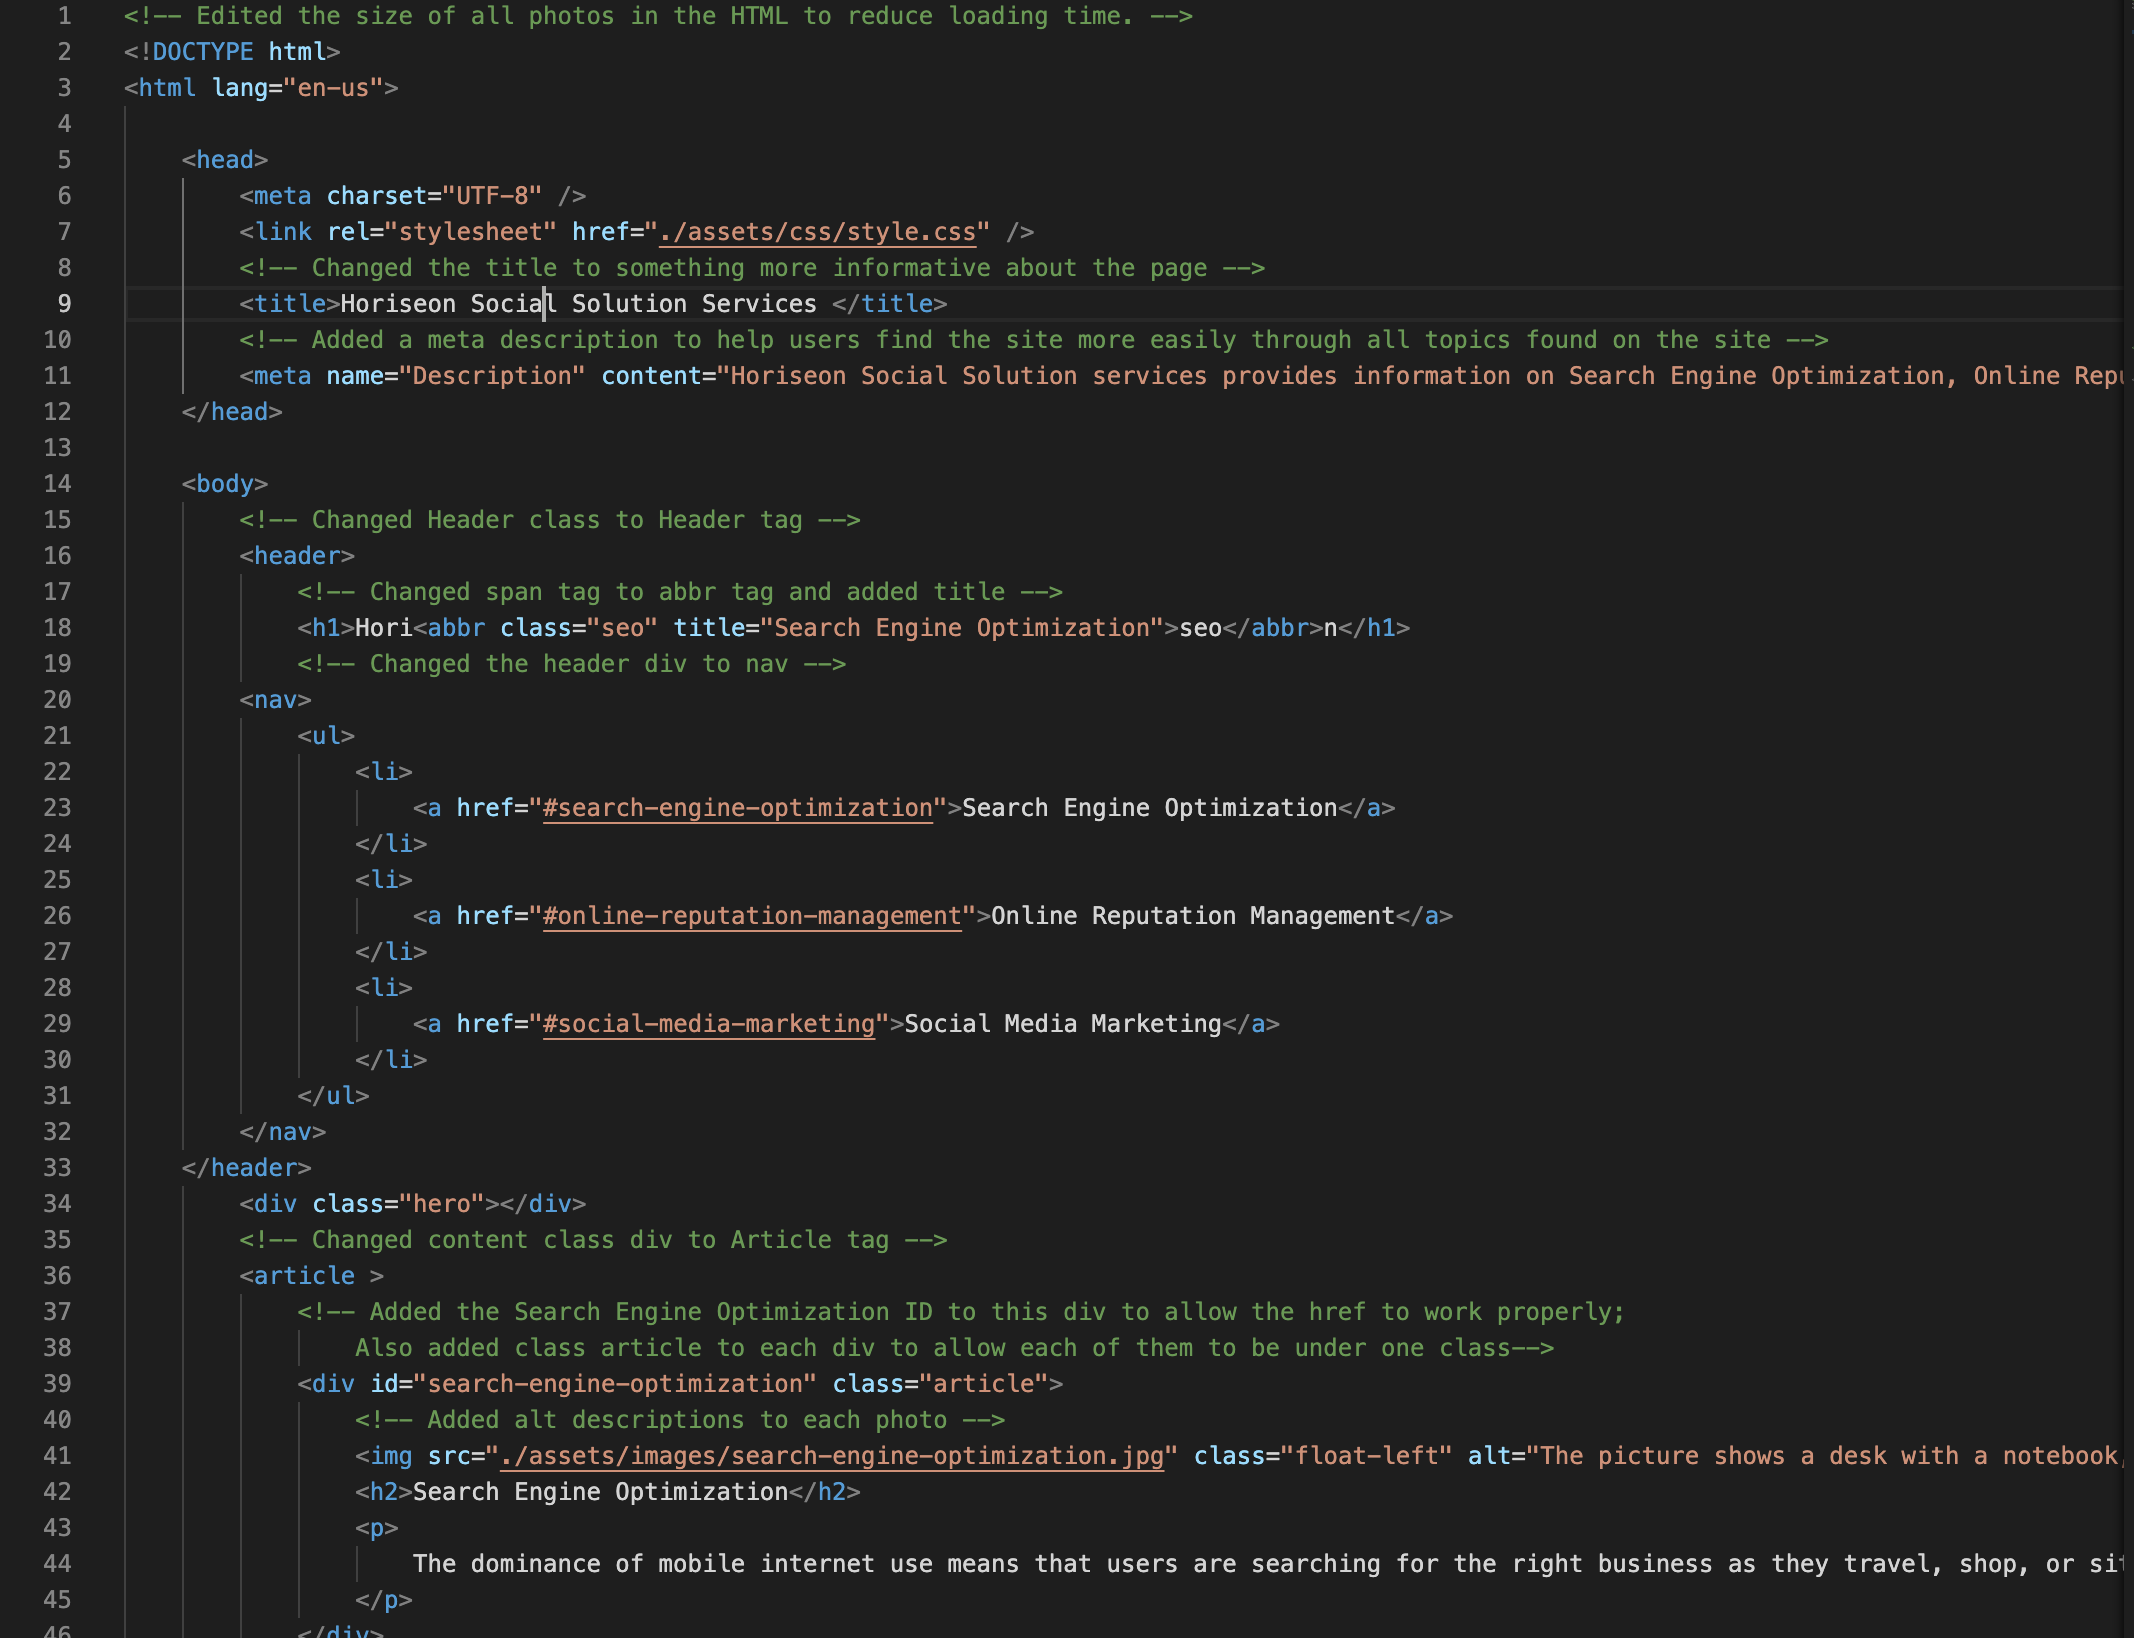 1 <!-- Edited the size of all photos in the HTML to reduce loading time. -->
2 <!DOCTYPE html>
3 <html lang="en-us">
4
5 <head>
6 <meta charset="UTF-8" />
7 <link rel="stylesheet" href="./assets/css/style.css" />
8 <!-- Changed the title to something more informative about the page -->
9 <title>Horiseon Social Solution Services </title>
10 <!-- Added a meta description to help users find the site more easily through all topics found on the site -->
11 <meta name="Description" content="Horiseon Social Solution services provides information on Search Engine Optimization, Online Repu
12 </head>
13
14 <body>
15 <!-- Changed Header class to Header tag -->
16 <header>
17 <!-- Changed span tag to abbr tag and added title -->
18 <h1>Hori<abbr class="seo" title="Search Engine Optimization">seo</abbr>n</h1>
19 <!-- Changed the header div to nav -->
20 <nav>
21 <ul>
22 <li>
23 <a href="#search-engine-optimization">Search Engine Optimization</a>
24 </li>
25 <li>
26 <a href="#online-reputation-management">Online Reputation Management</a>
27 </li>
28 <li>
29 <a href="#social-media-marketing">Social Media Marketing</a>
30 </li>
31 </ul>
32 </nav>
33 </header>
34 <div class="hero"></div>
35 <!-- Changed content class div to Article tag -->
36 <article >
37 <!-- Added the Search Engine Optimization ID to this div to allow the href to work properly;
38 Also added class article to each div to allow each of them to be under one class-->
39 <div id="search-engine-optimization" class="article">
40 <!-- Added alt descriptions to each photo -->
41 <img src="./assets/images/search-engine-optimization.jpg" class="float-left" alt="The picture shows a desk with a notebook,
42 <h2>Search Engine Optimization</h2>
43 <p>
44 The dominance of mobile internet use means that users are searching for the right business as they travel, shop, or sit
45 </p>
46 </div>